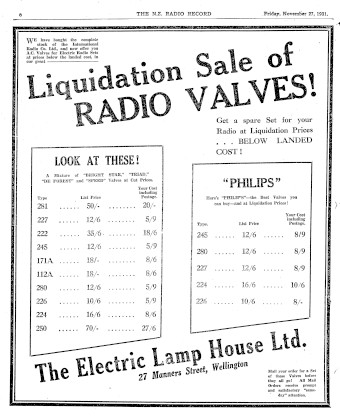 6
THE N.Z. RADIO RECORD
Friday, November 27, 1931.
WE have bought the complete
stock of the International
Radio Co. Ltd., and now offer you
A.C. Valves for Electric Radio Sets
at prices below the landed cost, in
our great
Liquidation Sale of
RADIO VALVES!
Get a spare Set for your
Radio at Liquidation Prices
. . . BELOW LANDED
COST!
LOOK AT THESE!
A Mixture of "BRIGHT STAR," "TRIAD,"
"DE FOREST" and "SPEED" Valves at Cut Prices.
Type List Price Your Cost
including
Postage.
281 50/- 20/-
227 12/6 5/9
222 35/6 18/6
245 12/6 5/9
171A 18/- 8/6
112A 18/- 8/6
280 12/6 5/9
226 10/6 5/9
224 16/6 8/6
250 70/- 27/6
"PHILIPS"
Here's "PHILIPS"—the Best Valves you
can buy—and at Liquidation Prices!
Type. List Price Your Cost
including
Postage.
245 12/6 8/9
280 12/6 8/9
227 12/6 8/9
224 16/6 10/6
226 10/6 8/-
The Electric Lamp House Ltd.
27 Manners Street, Wellington
Mail your order for a Set
of these Valves before
they all go! All Mail
Orders receive prompt
and satisfactory "same-
day" attention.